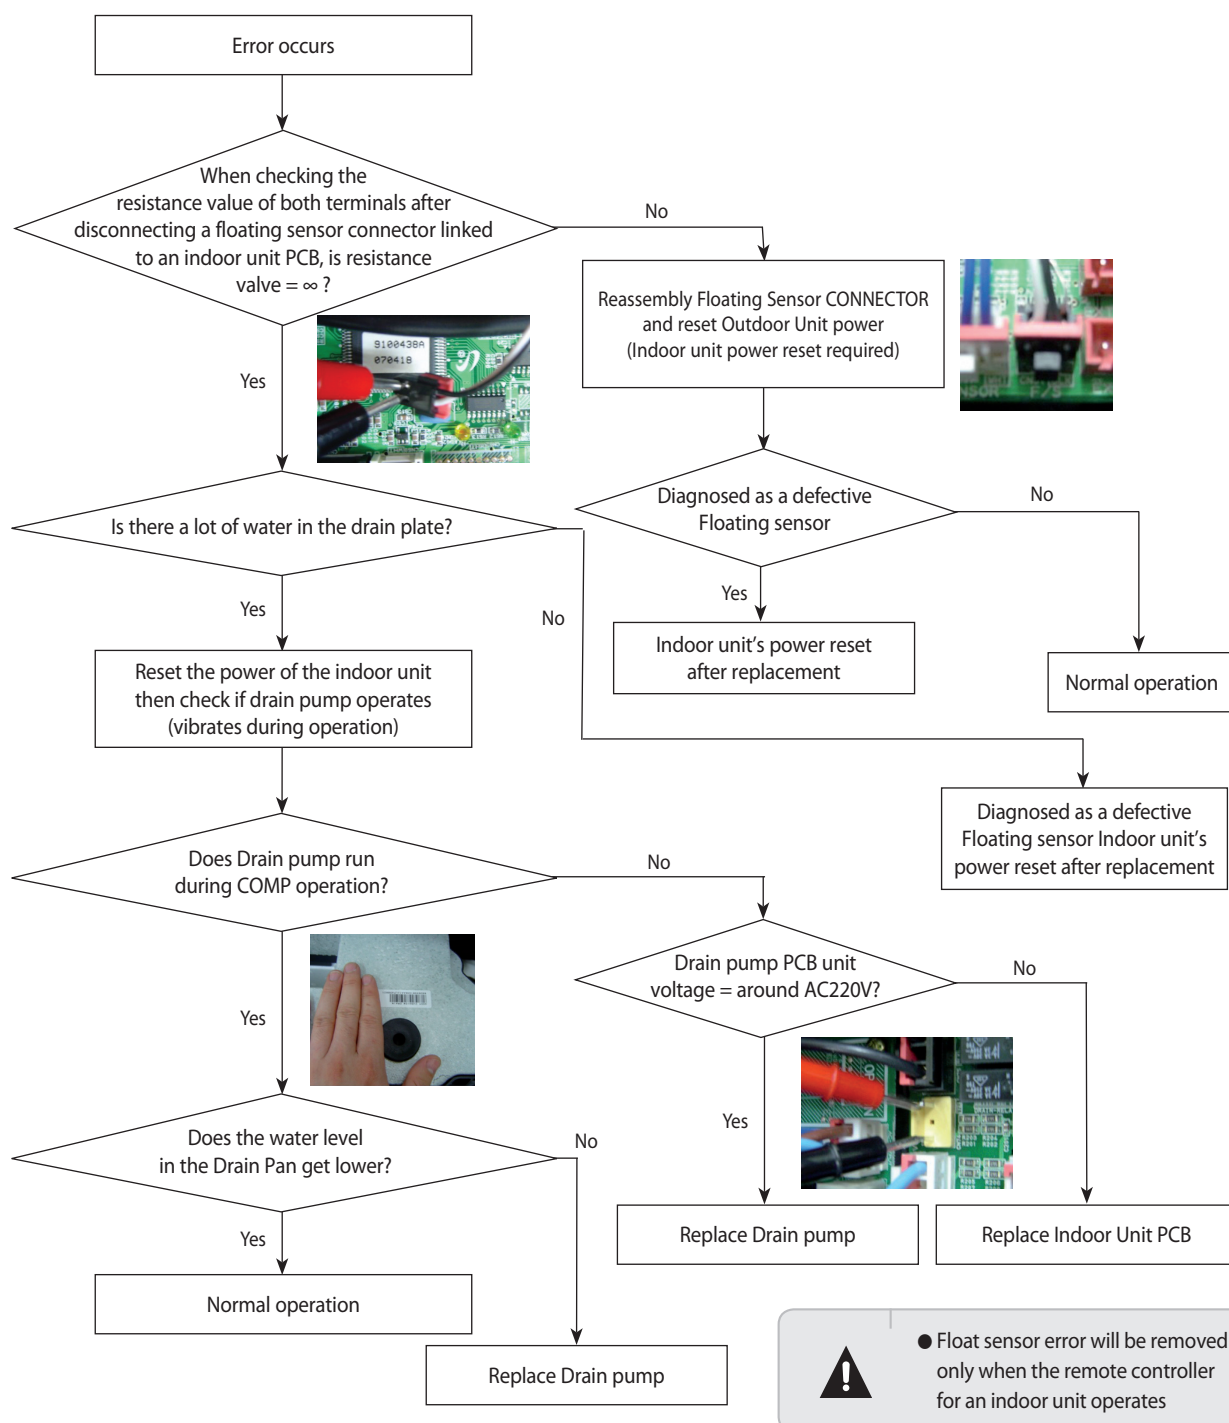 Error occurs
When checking the
resistance value of both terminals after
disconnecting a floating sensor connector linked
to an indoor unit PCB, is resistance
valve = ∞ ?
No
Reassembly Floating Sensor CONNECTOR
and reset Outdoor Unit power
(Indoor unit power reset required)
F/S
9100438A
07041B
Yes
Diagnosed as a defective
Floating sensor
No
Is there a lot of water in the drain plate?
Yes
Yes
No
Indoor unit's power reset
after replacement
Normal operation
Reset the power of the indoor unit
then check if drain pump operates
(vibrates during operation)
Diagnosed as a defective
Floating sensor Indoor unit's
power reset after replacement
Does Drain pump run
during COMP operation?
No
Drain pump PCB unit
voltage = around AC220V?
No
Yes
Yes
Does the water level
in the Drain Pan get lower?
No
Replace Drain pump
Replace Indoor Unit PCB
Yes
Normal operation
Replace Drain pump
● Float sensor error will be removed
only when the remote controller
for an indoor unit operates